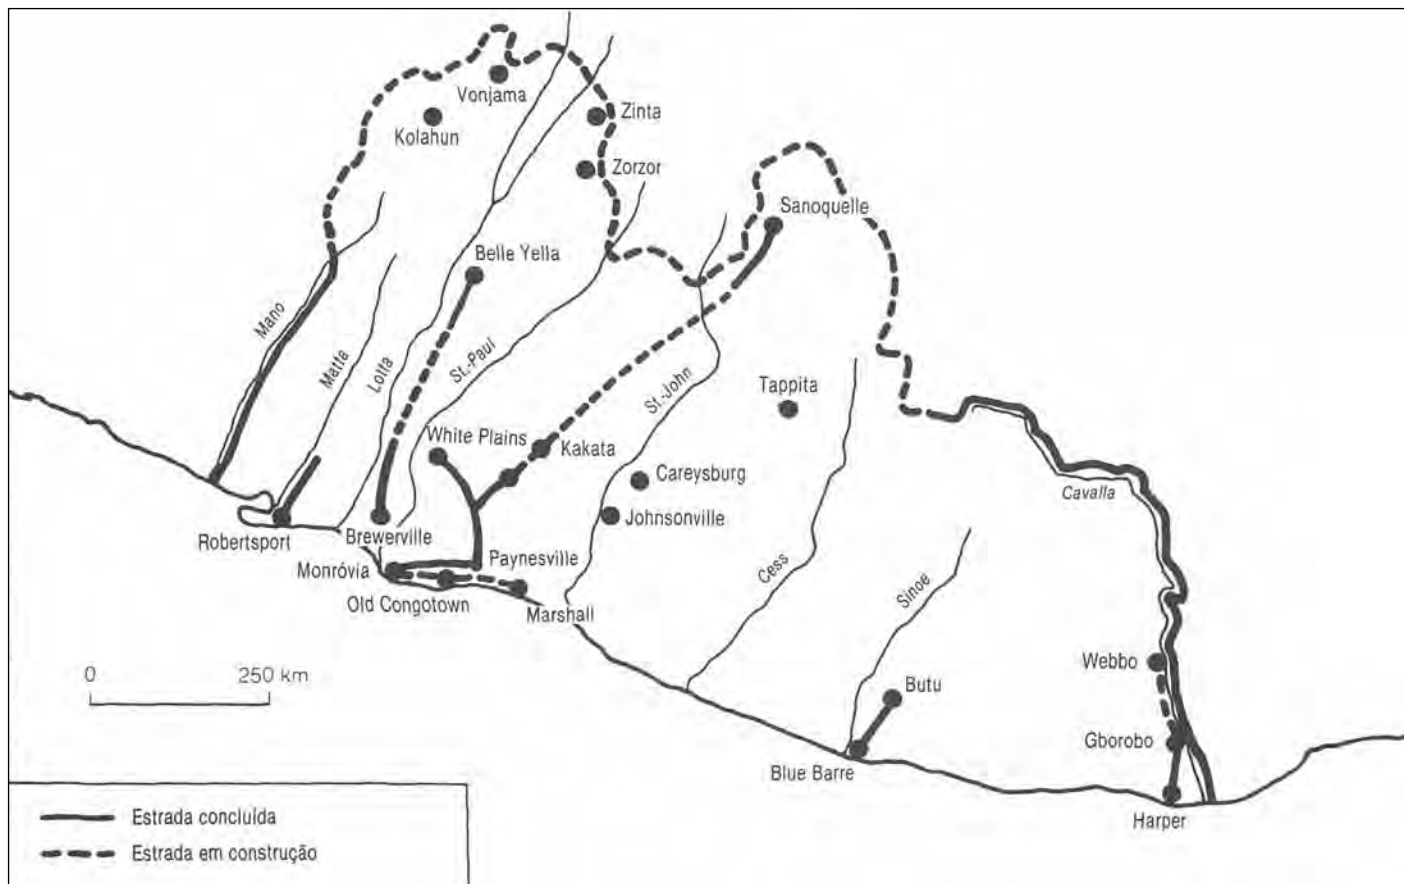 Vonjama
Zinta
Kolahun
Zorzor
Sanoquelle
Belle Yella
Mano
Matte
Lotta
St.-Paul
St.-John
Tappita
White Plains
Kakata
Careysburg
Cavalla
Johnsonville
Robertsport
Brewerville
Paynesville
Monróvia
Cess
Sinoe
Old Congotown
Marshall
0 250 km
Webbo
Butu
Gborobo
Blue Barre
Harper
Estrada concluída
Estrada em construção